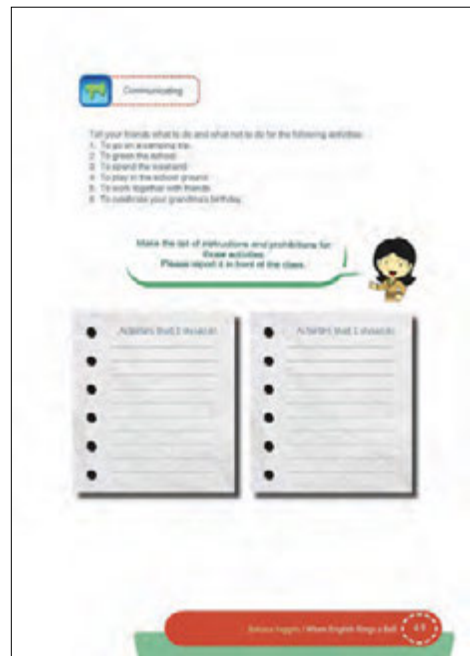 Communicating
Tell your friends what to do and what not to do for the following activities:
1. To go on a camping trip.
2. To green the school.
3. To spend the weekend.
4. To play in the school ground.
5. To work together with friends.
6. To celebrate your grandma's birthday.
Make the list of instructions and prohibitions for
those activities.
Please report it in front of the class.
Activities that I
Activities that I
Bahasa Inggris / When English Rings a Bell